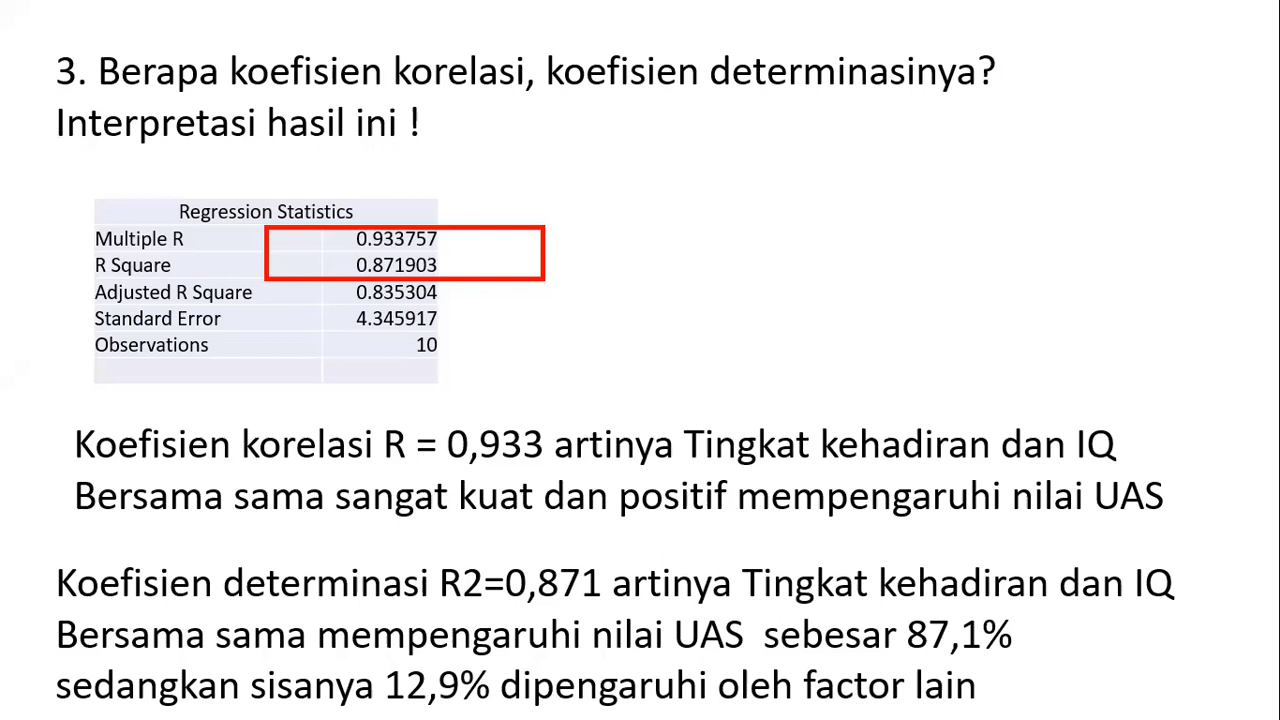 3. Berapa koefisien korelasi, koefisien determinasinya?
Interpretasi hasil ini !
Regression Statistics
Multiple R 0.933757
R Square 0.871903
Adjusted R Square 0.835304
Standard Error 4.345917
Observations 10
Koefisien korelasi R = 0,933 artinya Tingkat kehadiran dan IQ
Bersama sama sangat kuat dan positif mempengaruhi nilai UAS
Koefisien determinasi R2=0,871 artinya Tingkat kehadiran dan IQ
Bersama sama mempengaruhi nilai UAS sebesar 87,1%
sedangkan sisanya 12,9% dipengaruhi oleh factor lain